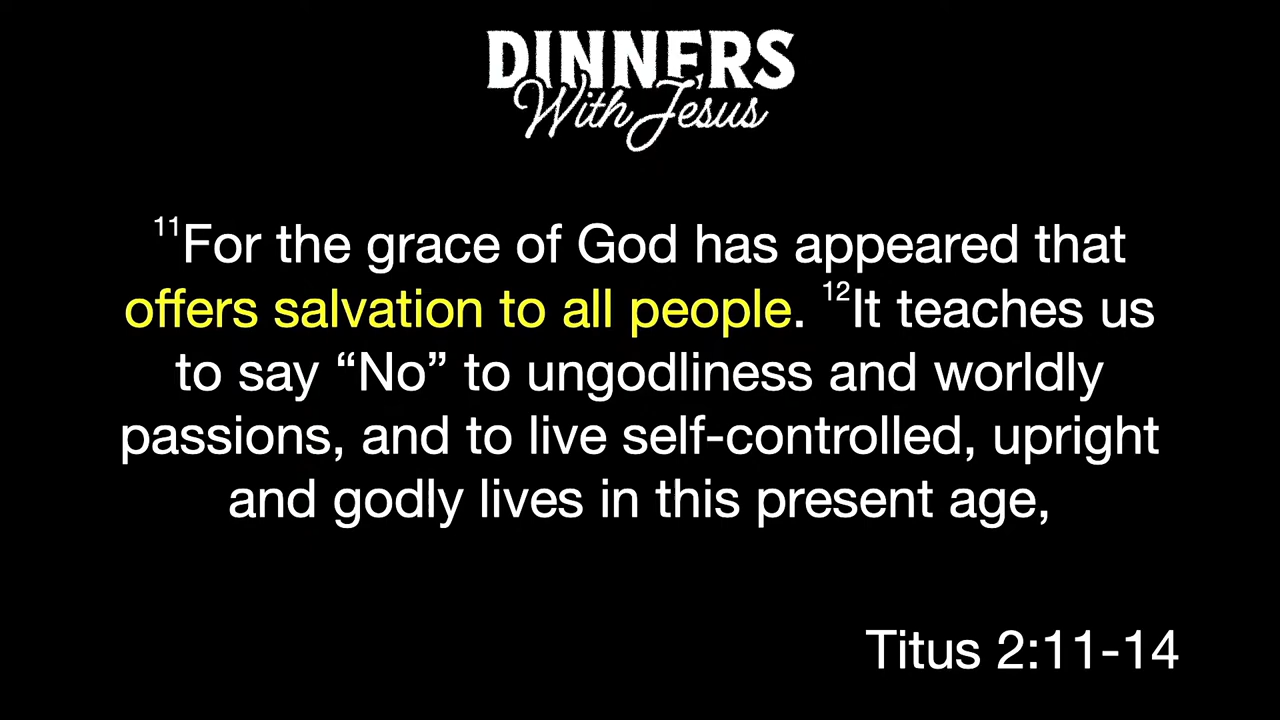 DINNERS
With Jesus
¹¹For the grace of God has appeared that
offers salvation to all people. ¹²It teaches us
to say “No” to ungodliness and worldly
passions, and to live self-controlled, upright
and godly lives in this present age,
Titus 2:11-14